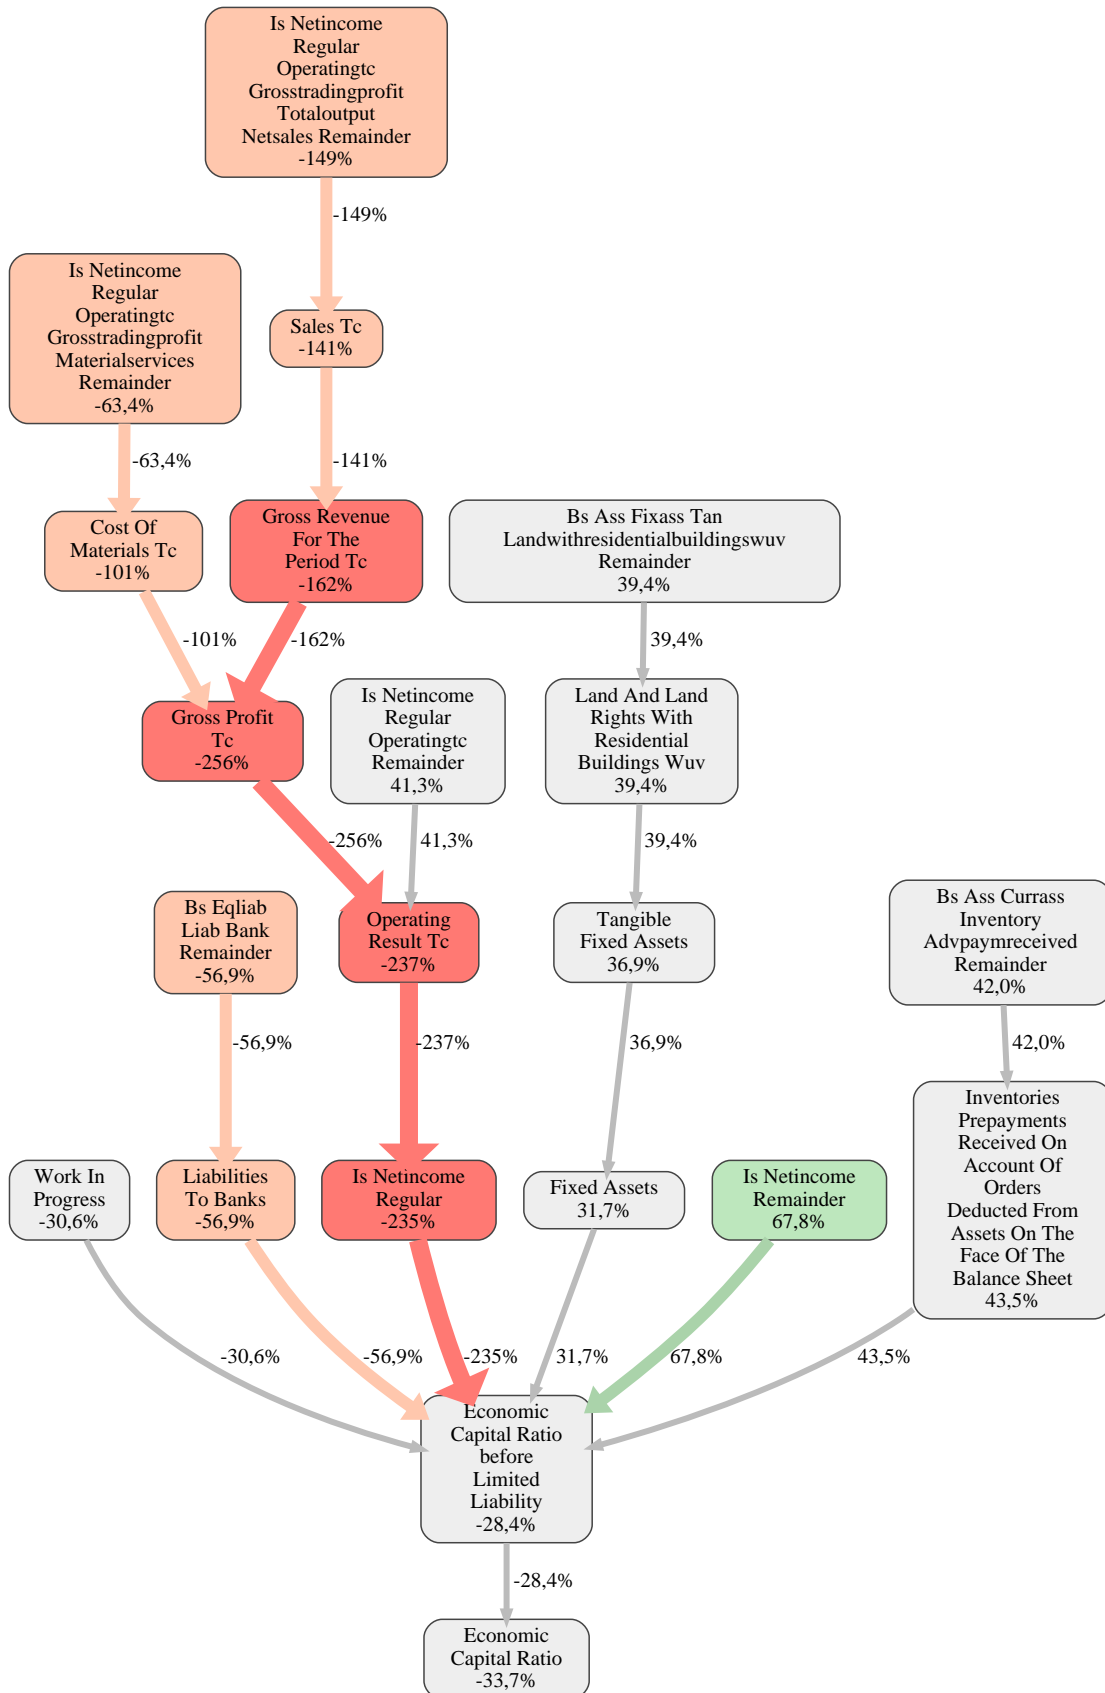 Is Netincome
Regular
Operatingtc
Grosstradingprofit
Totaloutput
Netsales Remainder
-149%
-149%
Is Netincome
Regular
Operatingtc
Grosstradingprofit
Materialservices
Remainder
-63,4%
Sales Tc
-141%
-63,4%
-141%
Cost Of
Materials Tc
-101%
Gross Revenue
For The
Period Tc
-162%
Bs Ass Fixass Tan
Landwithresidentialbuildingswuv
Remainder
39,4%
-101%
-162%
39,4%
Gross Profit
Tc
-256%
Is Netincome
Regular
Operatingtc
Remainder
41,3%
Land And Land
Rights With
Residential
Buildings Wuv
39,4%
-256%
41,3%
39,4%
Bs Eqliab
Liab Bank
Remainder
-56,9%
Operating
Result Tc
-237%
Tangible
Fixed Assets
36,9%
Bs Ass Currass
Inventory
Advpaymreceived
Remainder
42,0%
-56,9%
-237%
36,9%
42,0%
Work In
Progress
-30,6%
Liabilities
To Banks
-56,9%
Is Netincome
Regular
-235%
Fixed Assets
31,7%
Is Netincome
Remainder
67,8%
Inventories
Prepayments
Received On
Account Of
Orders
Deducted From
Assets On The
Face Of The
Balance Sheet
43,5%
-30,6%
-56,9%
-235%
31,7%
67,8%
43,5%
Economic
Capital Ratio
before
Limited
Liability
-28,4%
-28,4%
Economic
Capital Ratio
-33,7%